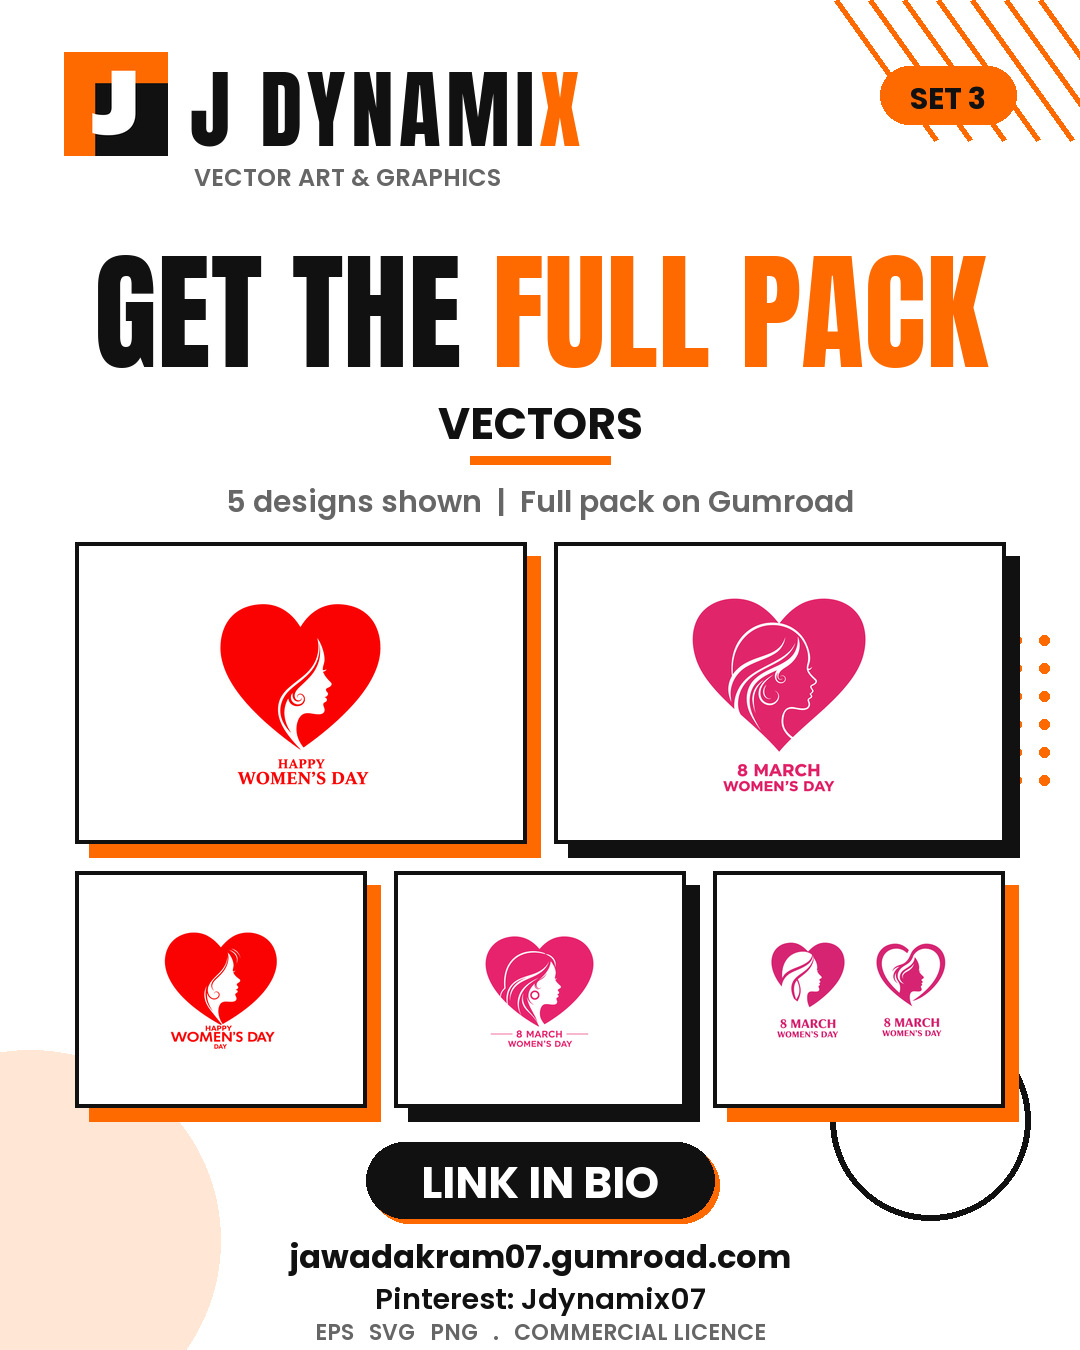 J
J DYNAMIX
VECTOR ART & GRAPHICS
SET 3
GET THE FULL PACK
VECTORS
5 designs shown | Full pack on Gumroad
HAPPY
WOMEN'S DAY
8 MARCH
WOMEN'S DAY
HAPPY
WOMEN'S DAY
DAY
8 MARCH
WOMEN'S DAY
8 MARCH
WOMEN'S DAY
8 MARCH
WOMEN'S DAY
LINK IN BIO
jawadakram07.gumroad.com
Pinterest: Jdynamix07
EPS SVG PNG . COMMERCIAL LICENCE